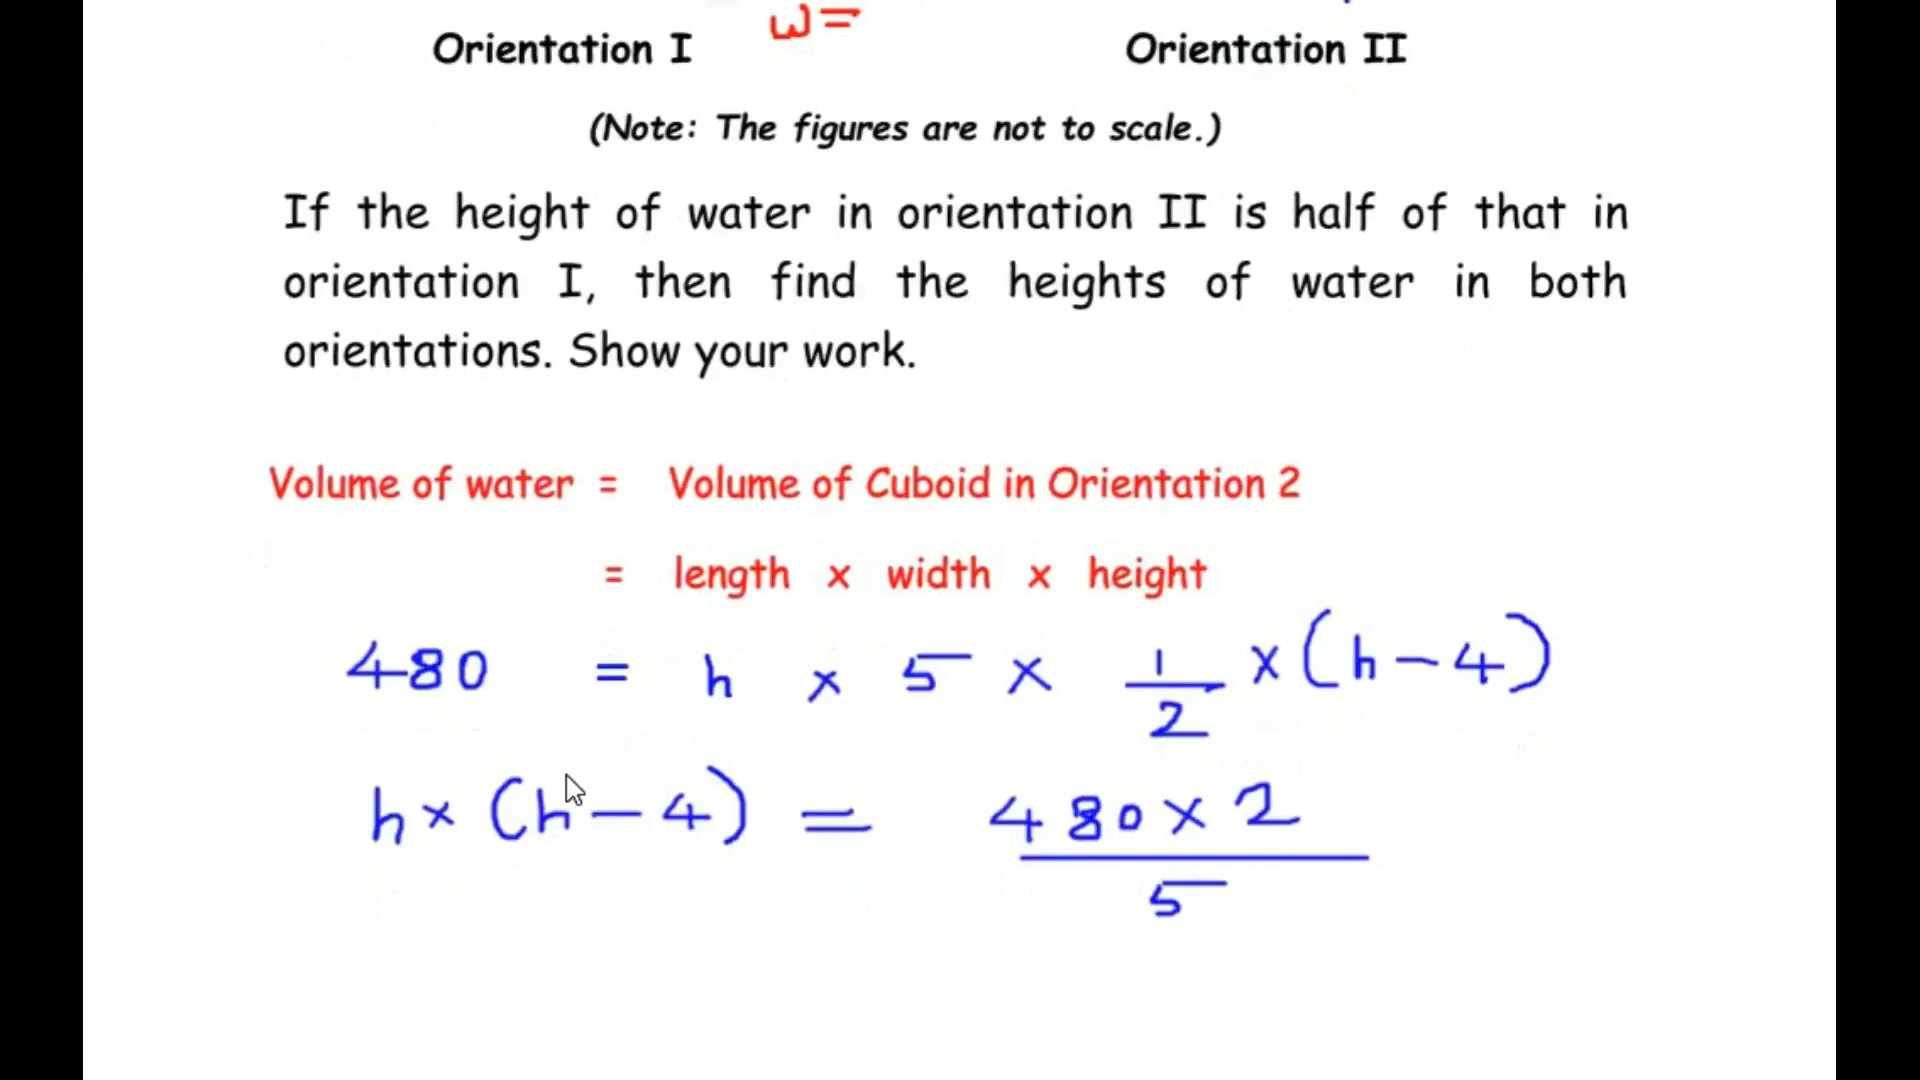 w =
Orientation I Orientation II
(Note: The figures are not to scale.)
If the height of water in orientation II is half of that in
orientation I, then find the heights of water in both
orientations. Show your work.
Volume of water = Volume of Cuboid in Orientation 2
= length x width x height
480 = h × 5 × 1/2 × (h − 4)
h × (h − 4) = 480 × 2
5